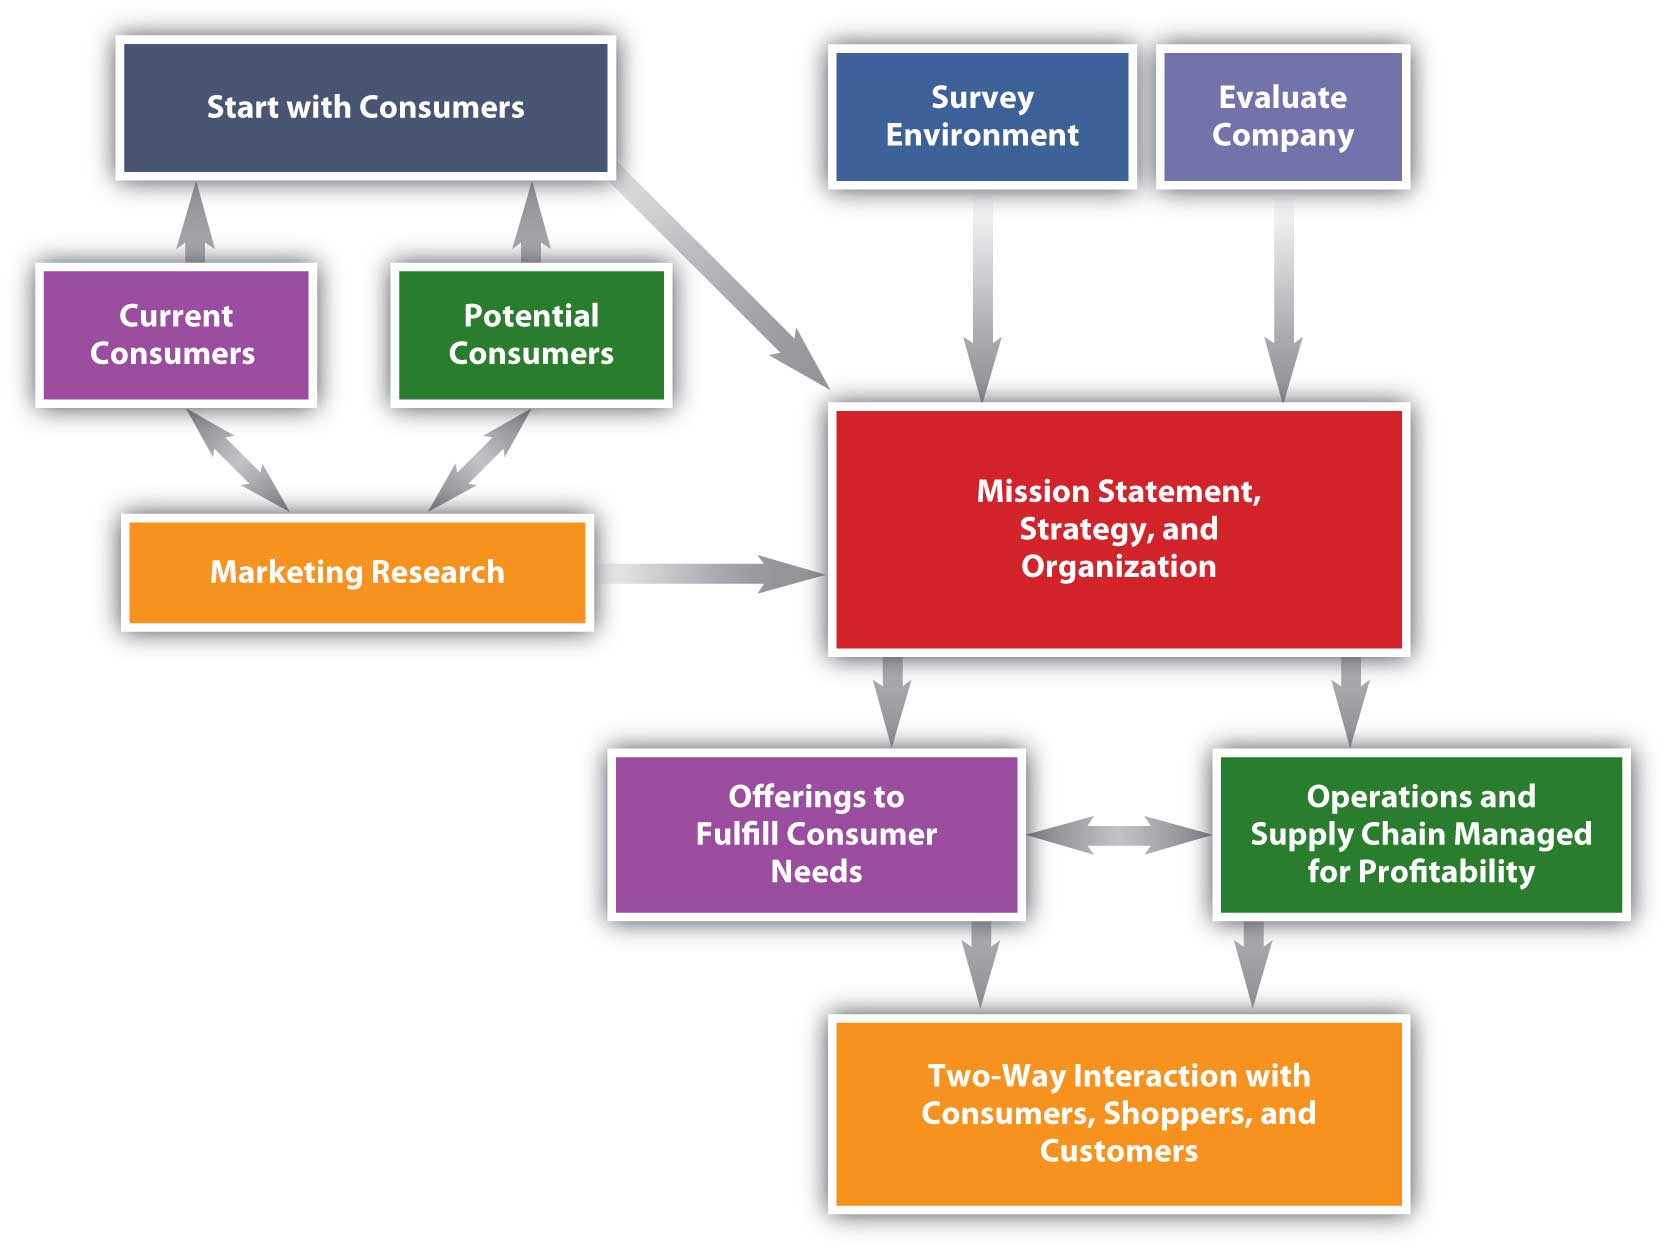 Start with Consumers
Survey
Environment
Evaluate
Company
Current
Consumers
Potential
Consumers
Marketing Research
Mission Statement,
Strategy, and
Organization
Offerings to
Fulfill Consumer
Needs
Operations and
Supply Chain Managed
for Profitability
Two-Way Interaction with
Consumers, Shoppers, and
Customers